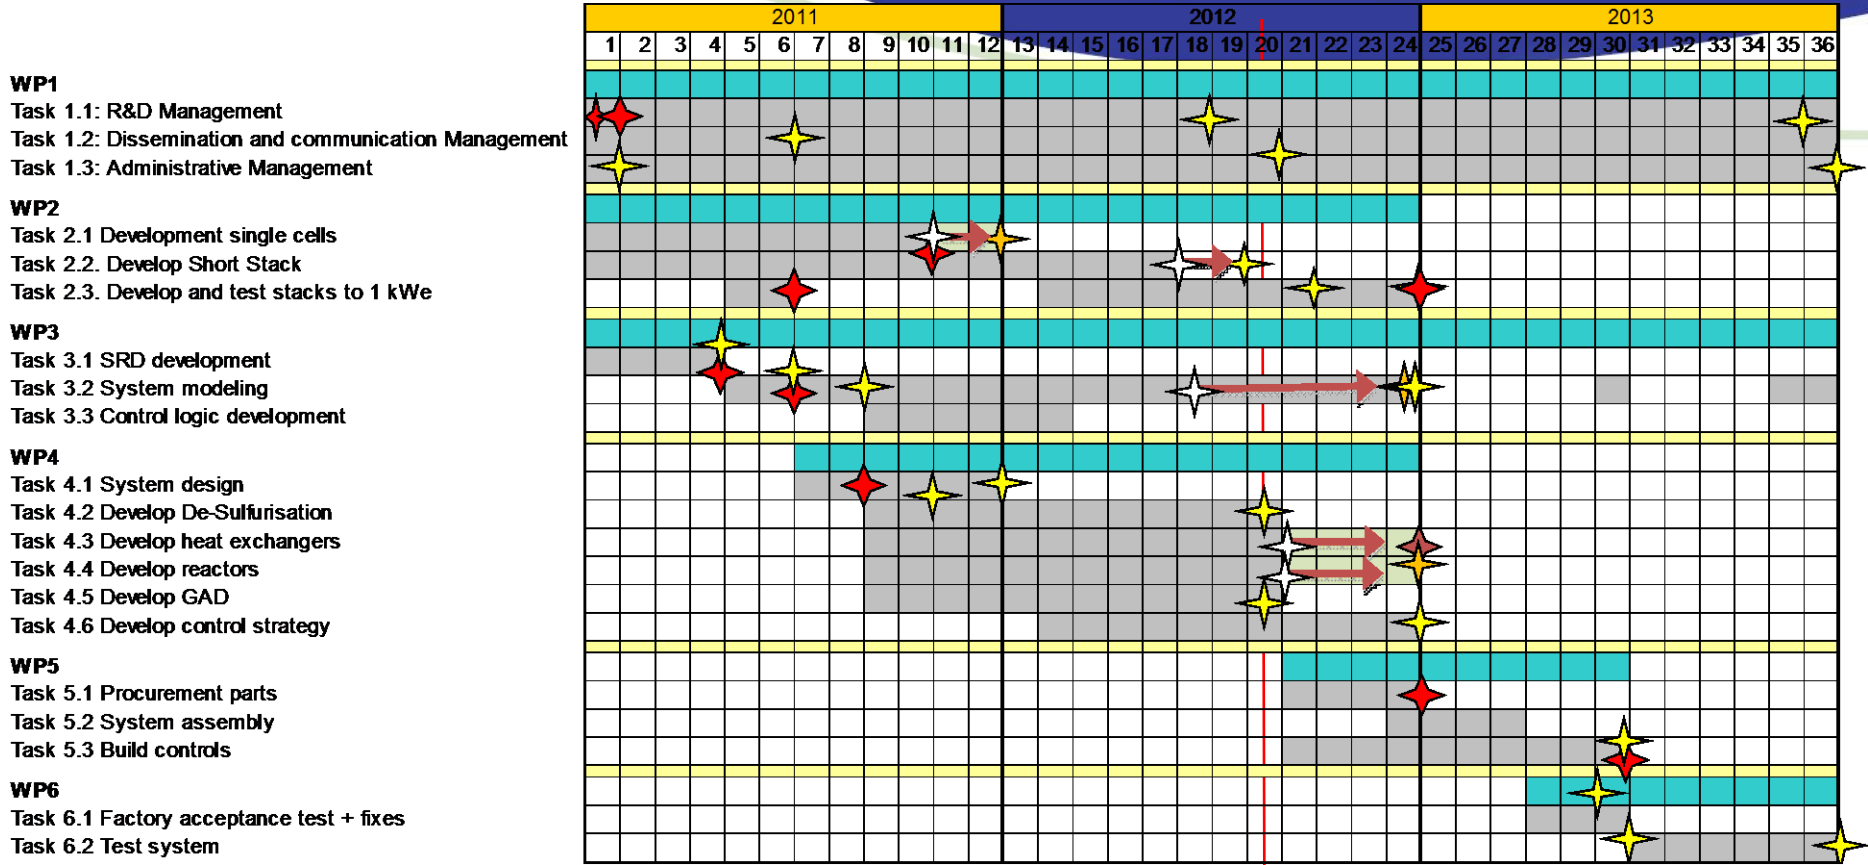 2011 2012 2013
1 2 3 4 5 6 7 8 9 10 11 12 13 14 15 16 17 18 19 20 21 22 23 24 25 26 27 28 29 30 31 32 33 34 35 36
WP1
Task 1.1: R&D Management
Task 1.2: Dissemination and communication Management
Task 1.3: Administrative Management
WP2
Task 2.1 Development single cells
Task 2.2. Develop Short Stack
Task 2.3. Develop and test stacks to 1 kWe
WP3
Task 3.1 SRD development
Task 3.2 System modeling
Task 3.3 Control logic development
WP4
Task 4.1 System design
Task 4.2 Develop De-Sulfurisation
Task 4.3 Develop heat exchangers
Task 4.4 Develop reactors
Task 4.5 Develop GAD
Task 4.6 Develop control strategy
WP5
Task 5.1 Procurement parts
Task 5.2 System assembly
Task 5.3 Build controls
WP6
Task 6.1 Factory acceptance test + fixes
Task 6.2 Test system